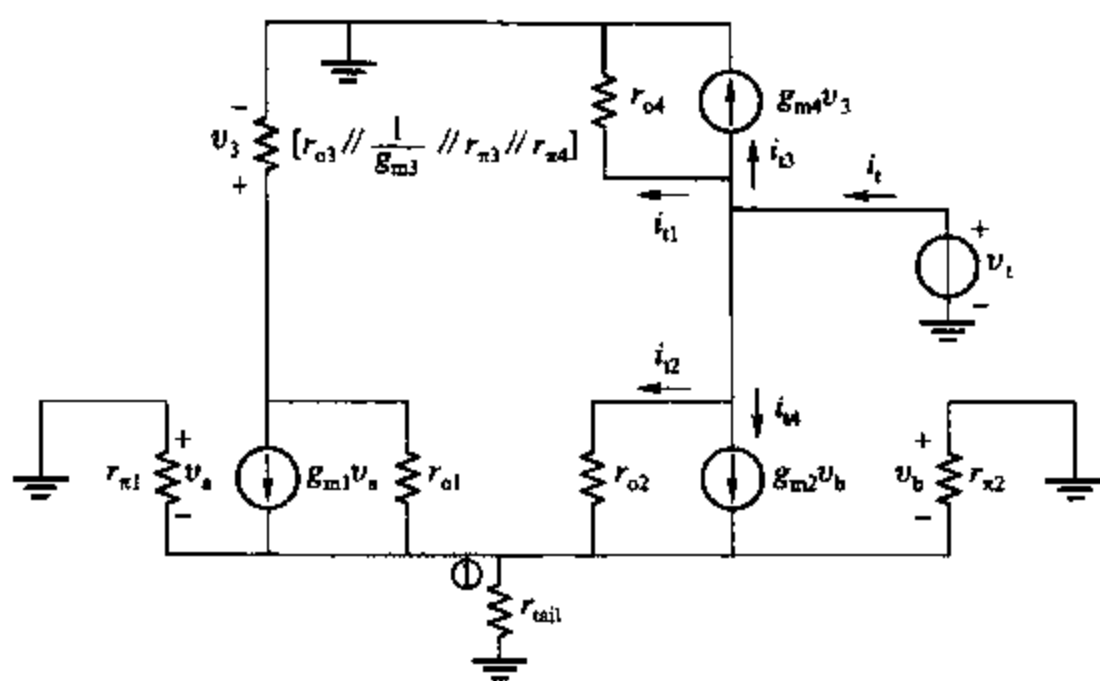 −
r_o4
g_m4 v_3
v_3
[r_o3 // 1/g_m3 // r_π3 // r_π4]
+
i_t3
i_t
i_t1
+
v_t
−
i_t2
i_t4
+
r_π1
v_a
−
g_m1 v_a
r_o1
r_o2
g_m2 v_b
+
v_b
r_π2
−
①
r_tail